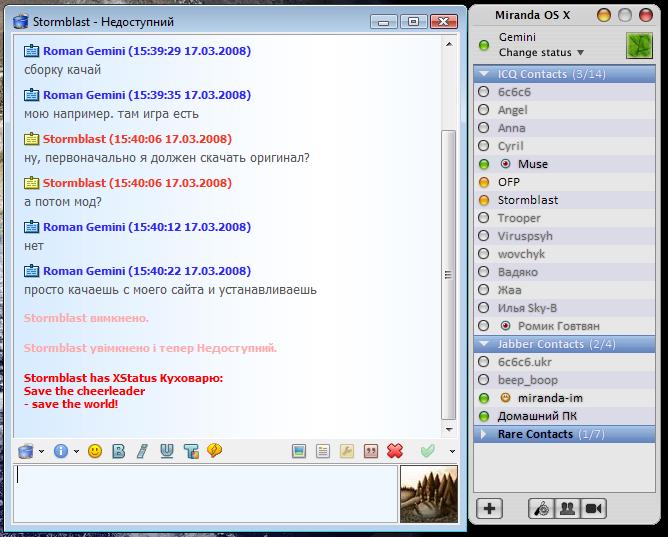 Stormblast - Недоступний
Roman Gemini (15:39:29 17.03.2008)
сборку качай
Roman Gemini (15:39:35 17.03.2008)
мою например. там игра есть
Stormblast (15:40:06 17.03.2008)
ну, первоначально я должен скачать оригинал?
Stormblast (15:40:06 17.03.2008)
а потом мод?
Roman Gemini (15:40:12 17.03.2008)
нет
Roman Gemini (15:40:22 17.03.2008)
просто качаешь с моего сайта и устанавливаешь
Stormblast вимкнено.
Stormblast увімкнено і тепер Недоступний.
Stormblast has XStatus Куховарю:
Save the cheerleader
- save the world!
B i U T
Miranda OS X
Gemini
Change status
ICQ Contacts (3/14)
6c6c6
Angel
Anna
Cyril
Muse
OFP
Stormblast
Trooper
Viruspsyh
wovchyk
Вадяко
Жаа
Илья Sky-B
Ромик Говтвян
Jabber Contacts (2/4)
6c6c6.ukr
beep_boop
miranda-im
Домашний ПК
Rare Contacts (1/7)